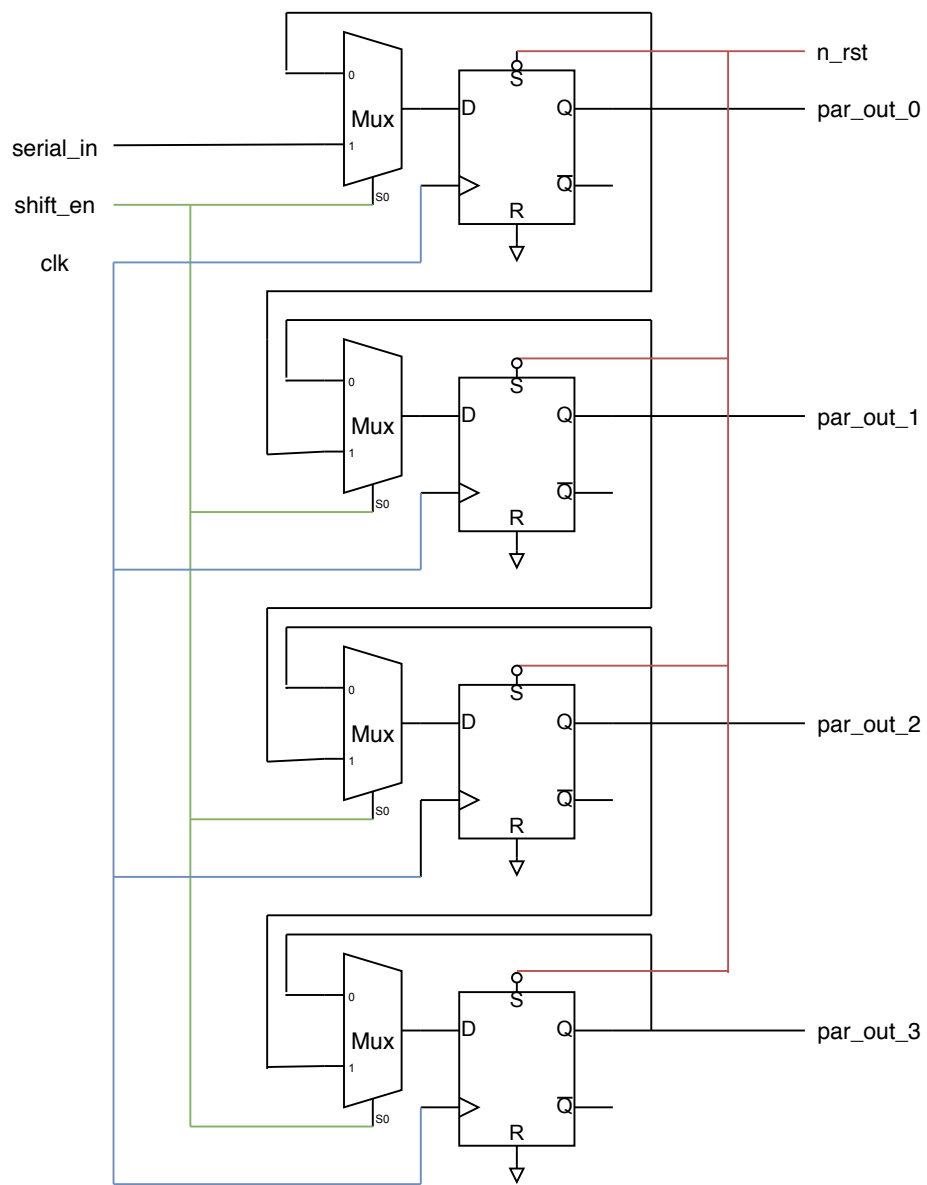 n_rst
S
0
D
Q
par_out_0
Mux
serial_in
1
Q
S0
shift_en
R
clk
S
0
D
Q
par_out_1
Mux
1
Q
S0
R
S
0
D
Q
par_out_2
Mux
1
Q
S0
R
S
0
D
Q
par_out_3
Mux
1
Q
S0
R